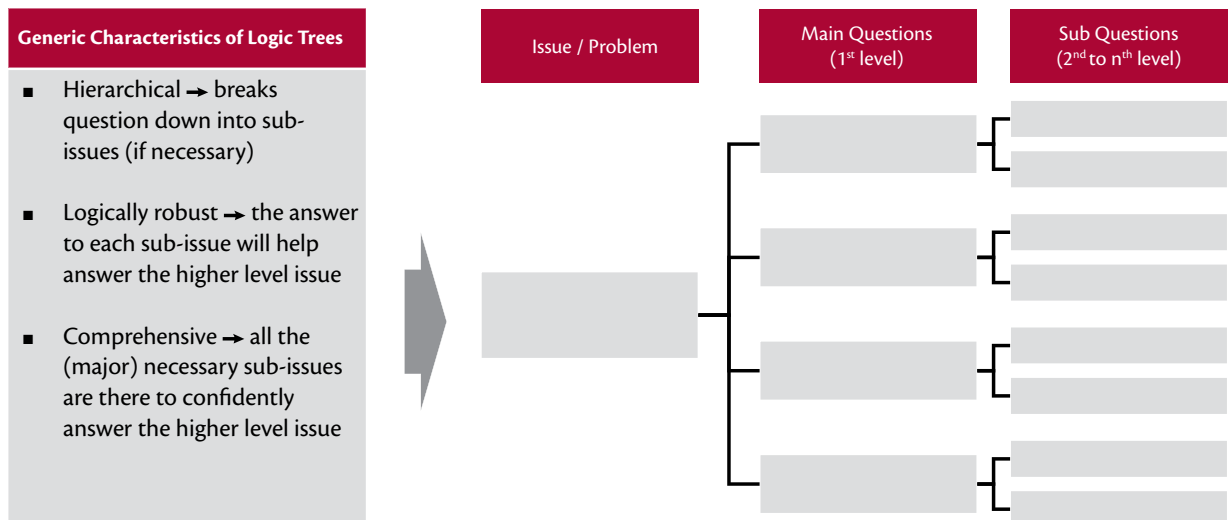 Generic Characteristics of Logic Trees
■ Hierarchical → breaks
question down into sub-
issues (if necessary)
■ Logically robust → the answer
to each sub-issue will help
answer the higher level issue
■ Comprehensive → all the
(major) necessary sub-issues
are there to confidently
answer the higher level issue
Issue / Problem
Main Questions
(1st level)
Sub Questions
(2nd to nth level)